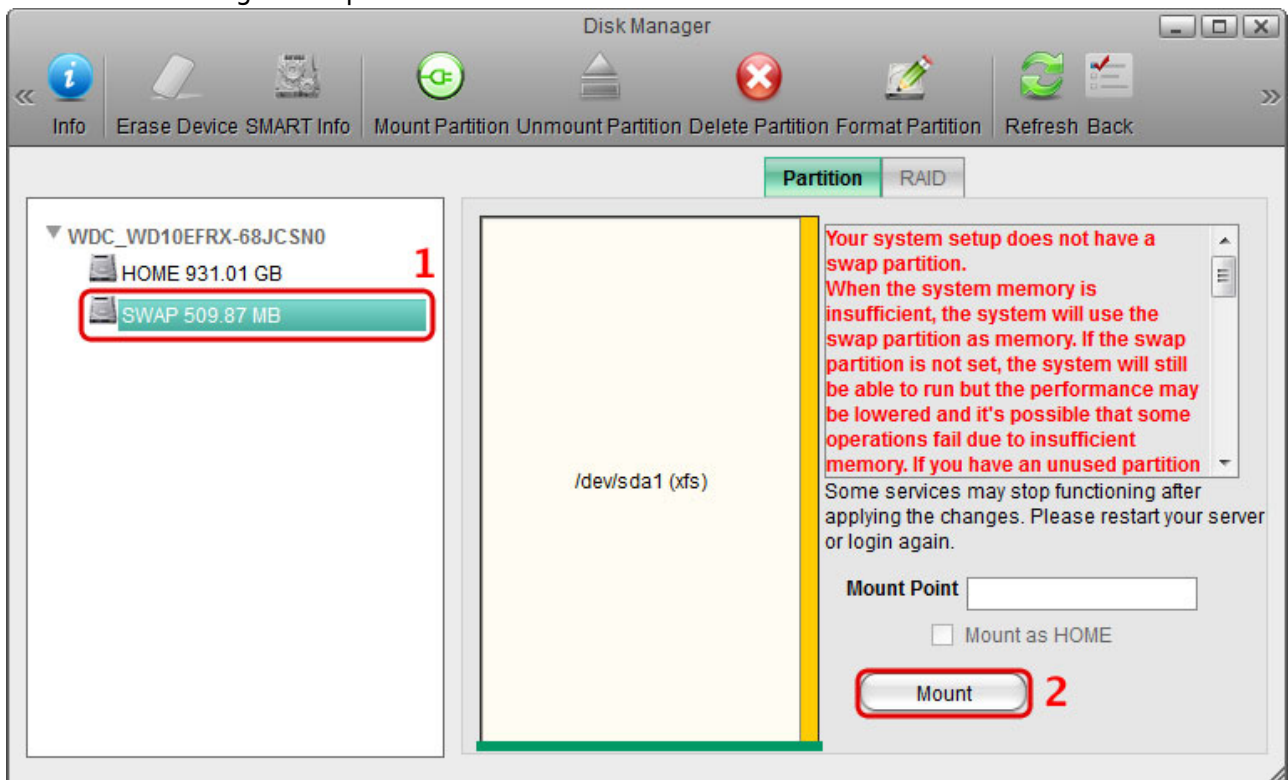 Disk Manager
«
Info Erase Device SMART Info Mount Partition Unmount Partition Delete Partition Format Partition Refresh Back
»
Partition RAID
WDC_WD10EFRX-68JCSN0
HOME 931.01 GB
1
SWAP 509.87 MB
/dev/sda1 (xfs)
Your system setup does not have a
swap partition.
When the system memory is
insufficient, the system will use the
swap partition as memory. If the swap
partition is not set, the system will still
be able to run but the performance may
be lowered and it's possible that some
operations fail due to insufficient
memory. If you have an unused partition
Some services may stop functioning after
applying the changes. Please restart your server
or login again.
Mount Point
Mount as HOME
Mount 2